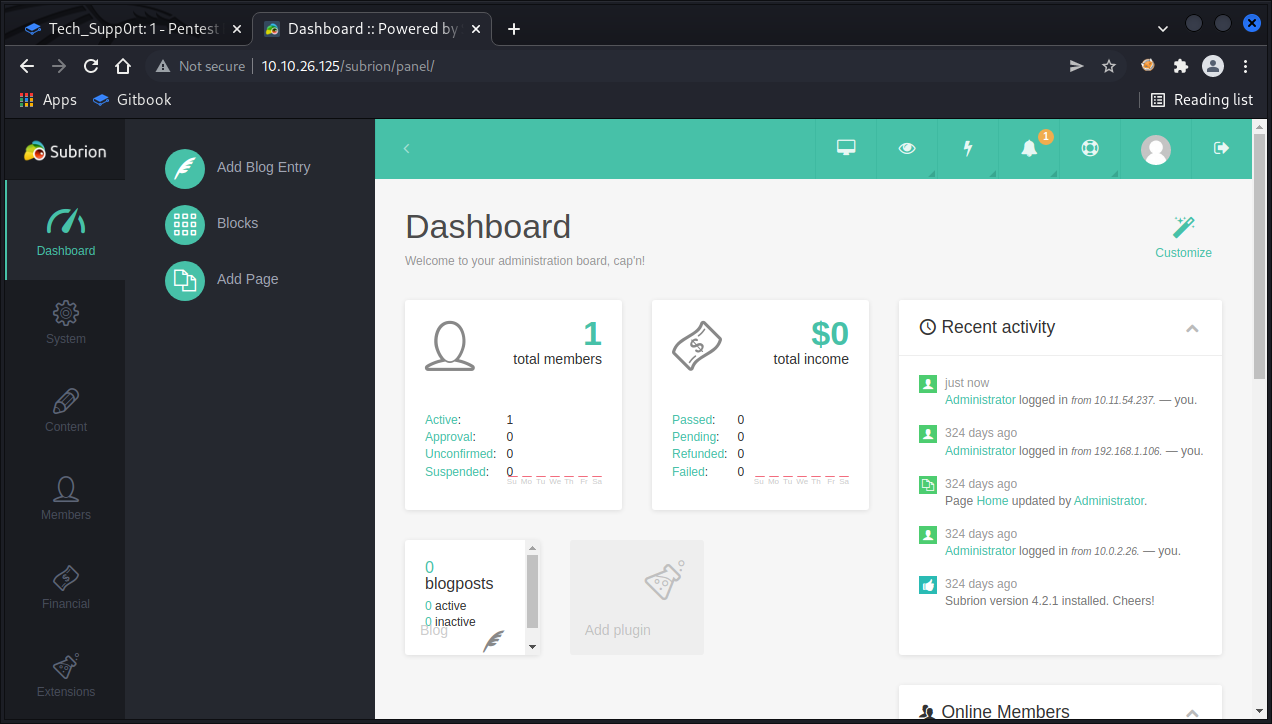 Tech_Supp0rt: 1 - Pentest
Dashboard :: Powered by
Not secure
10.10.26.125/subrion/panel/
Apps
Gitbook
Reading list
Subrion
Dashboard
System
Content
Members
Financial
Extensions
Add Blog Entry
Blocks
Add Page
1
Dashboard
Welcome to your administration board, cap'n!
Customize
1
total members
Active: 1
Approval: 0
Unconfirmed: 0
Suspended: 0
Su Mo Tu We Th Fr Sa
$0
total income
Passed: 0
Pending: 0
Refunded: 0
Failed: 0
Su Mo Tu We Th Fr Sa
0
blogposts
0 active
0 inactive
Blog
Add plugin
Recent activity
just now
Administrator logged in from 10.11.54.237. — you.
324 days ago
Administrator logged in from 192.168.1.106. — you.
324 days ago
Page Home updated by Administrator.
324 days ago
Administrator logged in from 10.0.2.26. — you.
324 days ago
Subrion version 4.2.1 installed. Cheers!
Online Members